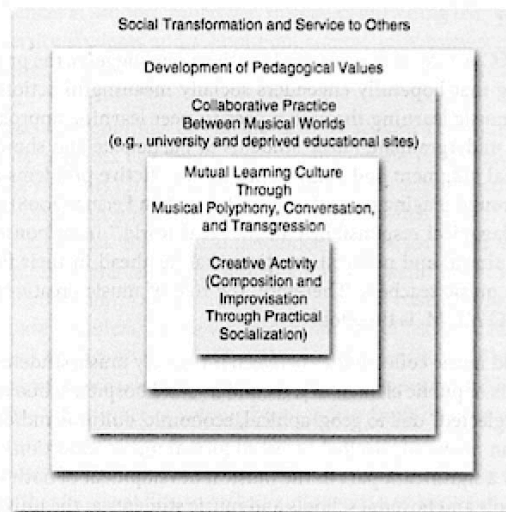 Social Transformation and Service to Others
Development of Pedagogical Values
Collaborative Practice
Between Musical Worlds
(e.g., university and deprived educational sites)
Mutual Learning Culture
Through
Musical Polyphony, Conversation,
and Transgression
Creative Activity
(Composition and
Improvisation
Through Practical
Socialization)